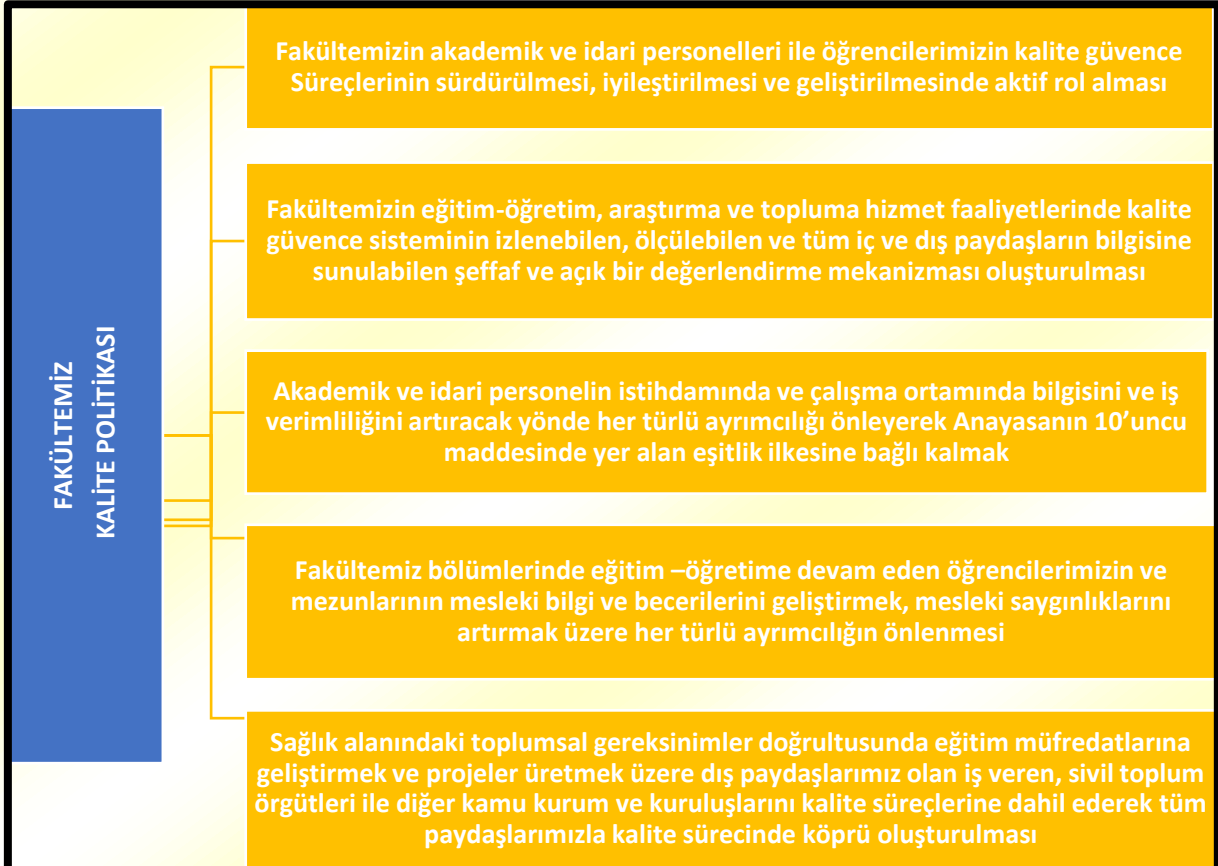 FAKÜLTEMİZ
KALİTE POLİTİKASI
Fakültemizin akademik ve idari personelleri ile öğrencilerimizin kalite güvence
Süreçlerinin sürdürülmesi, iyileştirilmesi ve geliştirilmesinde aktif rol alması
Fakültemizin eğitim-öğretim, araştırma ve topluma hizmet faaliyetlerinde kalite
güvence sisteminin izlenebilen, ölçülebilen ve tüm iç ve dış paydaşların bilgisine
sunulabilen şeffaf ve açık bir değerlendirme mekanizması oluşturulması
Akademik ve idari personelin istihdamında ve çalışma ortamında bilgisini ve iş
verimliliğini artıracak yönde her türlü ayrımcılığı önleyerek Anayasanın 10’uncu
maddesinde yer alan eşitlik ilkesine bağlı kalmak
Fakültemiz bölümlerinde eğitim –öğretime devam eden öğrencilerimizin ve
mezunlarının mesleki bilgi ve becerilerini geliştirmek, mesleki saygınlıklarını
artırmak üzere her türlü ayrımcılığın önlenmesi
Sağlık alanındaki toplumsal gereksinimler doğrultusunda eğitim müfredatlarına
geliştirmek ve projeler üretmek üzere dış paydaşlarımız olan iş veren, sivil toplum
örgütleri ile diğer kamu kurum ve kuruluşlarını kalite süreçlerine dahil ederek tüm
paydaşlarımızla kalite sürecinde köprü oluşturulması